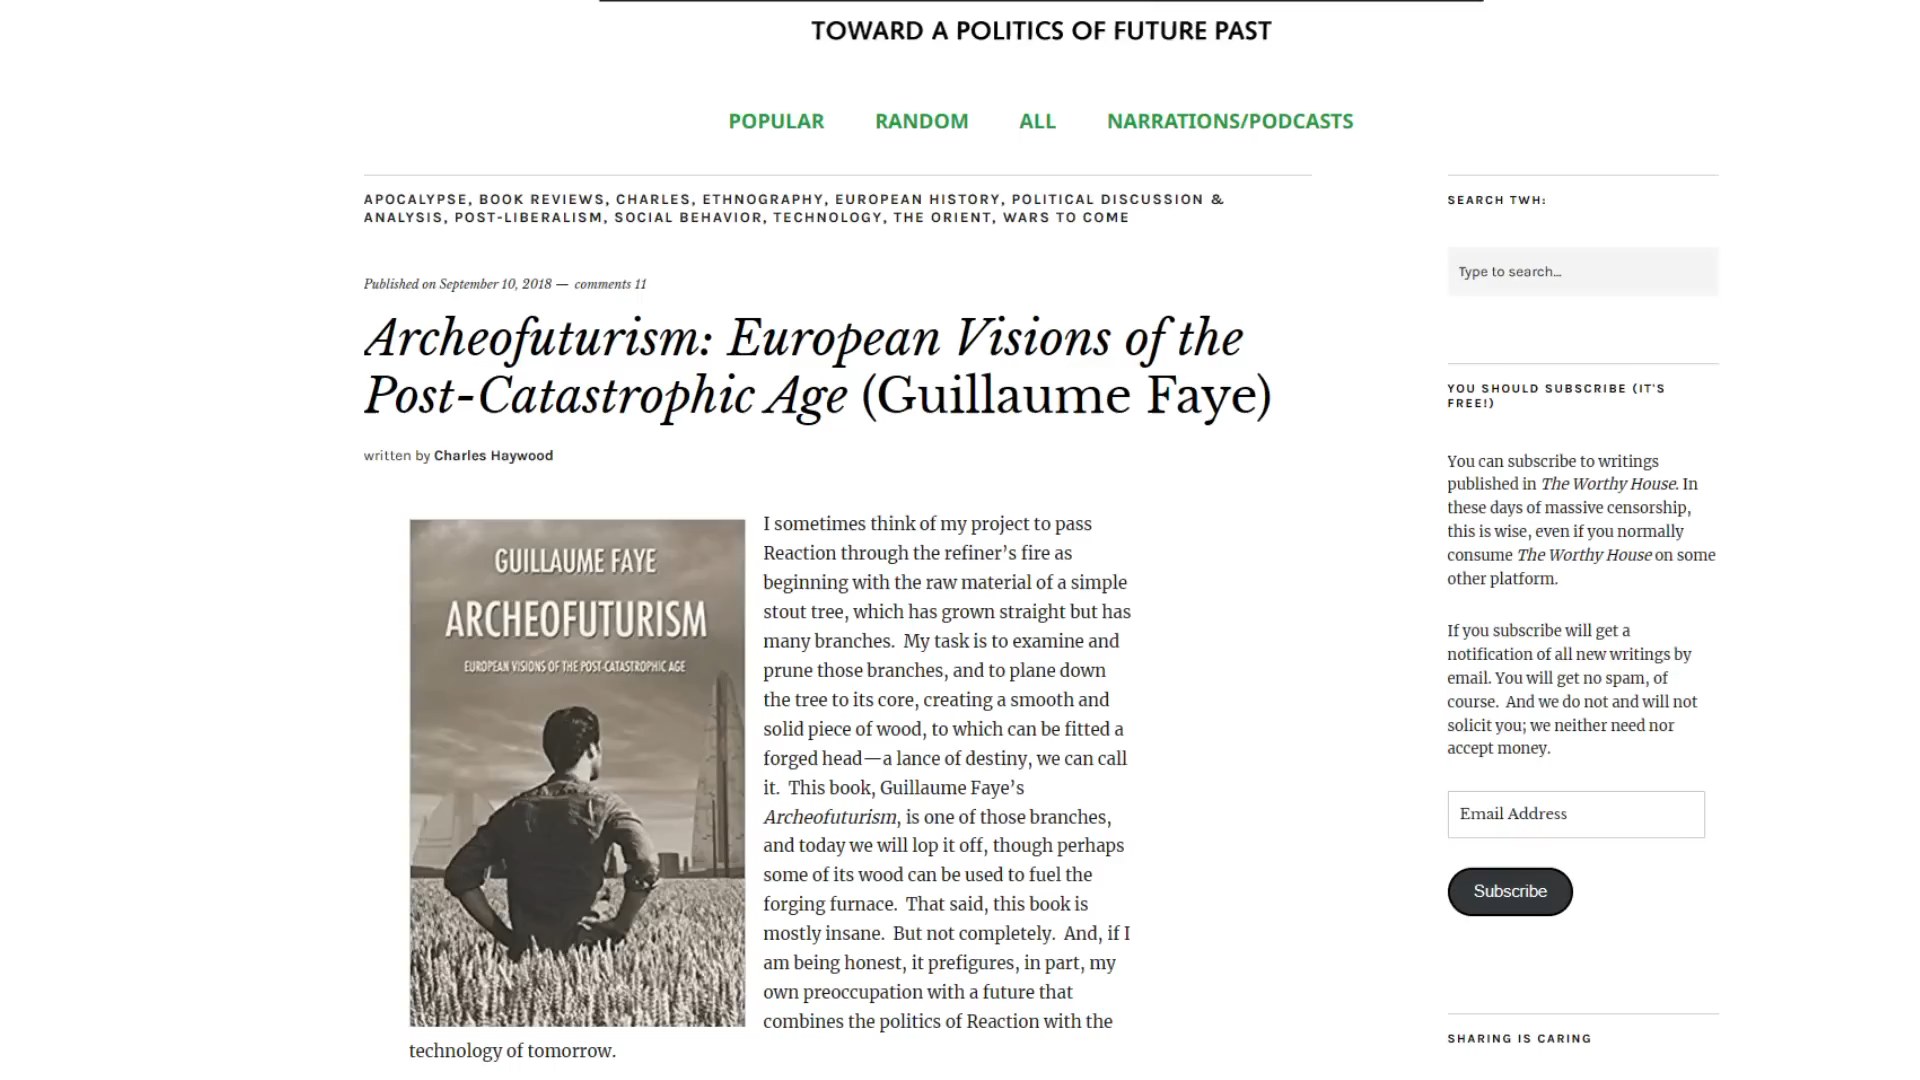 TOWARD A POLITICS OF FUTURE PAST
POPULAR RANDOM ALL NARRATIONS/PODCASTS
APOCALYPSE, BOOK REVIEWS, CHARLES, ETHNOGRAPHY, EUROPEAN HISTORY, POLITICAL DISCUSSION &
ANALYSIS, POST-LIBERALISM, SOCIAL BEHAVIOR, TECHNOLOGY, THE ORIENT, WARS TO COME
Published on September 10, 2018 — comments 11
Archeofuturism: European Visions of the
Post-Catastrophic Age (Guillaume Faye)
written by Charles Haywood
GUILLAUME FAYE
ARCHEOFUTURISM
EUROPEAN VISIONS OF THE POST-CATASTROPHIC AGE
I sometimes think of my project to pass
Reaction through the refiner’s fire as
beginning with the raw material of a simple
stout tree, which has grown straight but has
many branches.  My task is to examine and
prune those branches, and to plane down
the tree to its core, creating a smooth and
solid piece of wood, to which can be fitted a
forged head—a lance of destiny, we can call
it.  This book, Guillaume Faye’s
Archeofuturism, is one of those branches,
and today we will lop it off, though perhaps
some of its wood can be used to fuel the
forging furnace.  That said, this book is
mostly insane.  But not completely.  And, if I
am being honest, it prefigures, in part, my
own preoccupation with a future that
combines the politics of Reaction with the
technology of tomorrow.
SEARCH TWH:
Type to search…
YOU SHOULD SUBSCRIBE (IT'S
FREE!)
You can subscribe to writings
published in The Worthy House. In
these days of massive censorship,
this is wise, even if you normally
consume The Worthy House on some
other platform.
If you subscribe will get a
notification of all new writings by
email. You will get no spam, of
course.  And we do not and will not
solicit you; we neither need nor
accept money.
Email Address
Subscribe
SHARING IS CARING